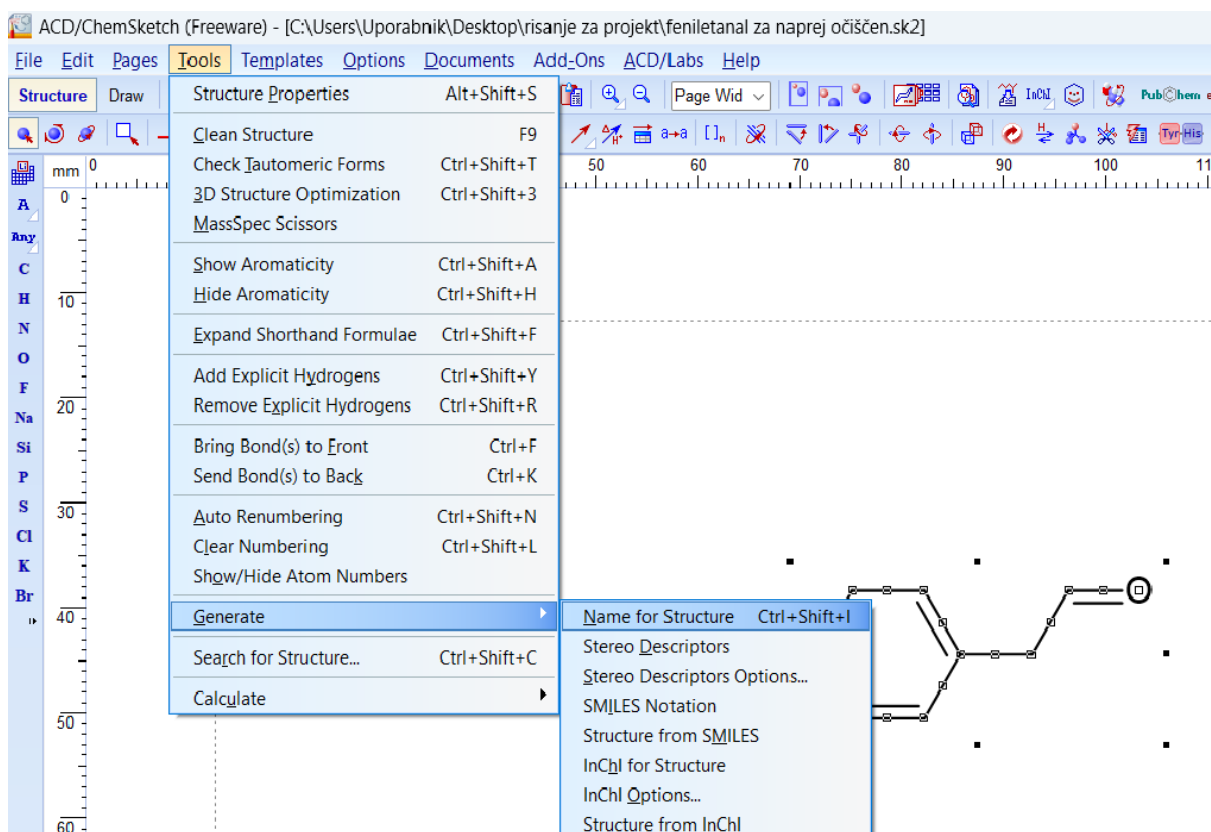 ACD/ChemSketch (Freeware) - [C:\Users\Uporabnik\Desktop\risanje za projekt\feniletanal za naprej očiščen.sk2]
File Edit Pages Tools Templates Options Documents Add-Ons ACD/Labs Help
Structure Draw Page Wid InChI PubChem
a→a []n H Tyr-His
mm 0 50 60 70 80 90 100 11
0
10
20
30
40
50
60
A
Any
C
H
N
O
F
Na
Si
P
S
Cl
K
Br
Structure Properties Alt+Shift+S
Clean Structure F9
Check Tautomeric Forms Ctrl+Shift+T
3D Structure Optimization Ctrl+Shift+3
MassSpec Scissors
Show Aromaticity Ctrl+Shift+A
Hide Aromaticity Ctrl+Shift+H
Expand Shorthand Formulae Ctrl+Shift+F
Add Explicit Hydrogens Ctrl+Shift+Y
Remove Explicit Hydrogens Ctrl+Shift+R
Bring Bond(s) to Front Ctrl+F
Send Bond(s) to Back Ctrl+K
Auto Renumbering Ctrl+Shift+N
Clear Numbering Ctrl+Shift+L
Show/Hide Atom Numbers
Generate
Search for Structure... Ctrl+Shift+C
Calculate
Name for Structure Ctrl+Shift+I
Stereo Descriptors
Stereo Descriptors Options...
SMILES Notation
Structure from SMILES
InChI for Structure
InChI Options...
Structure from InChI
O